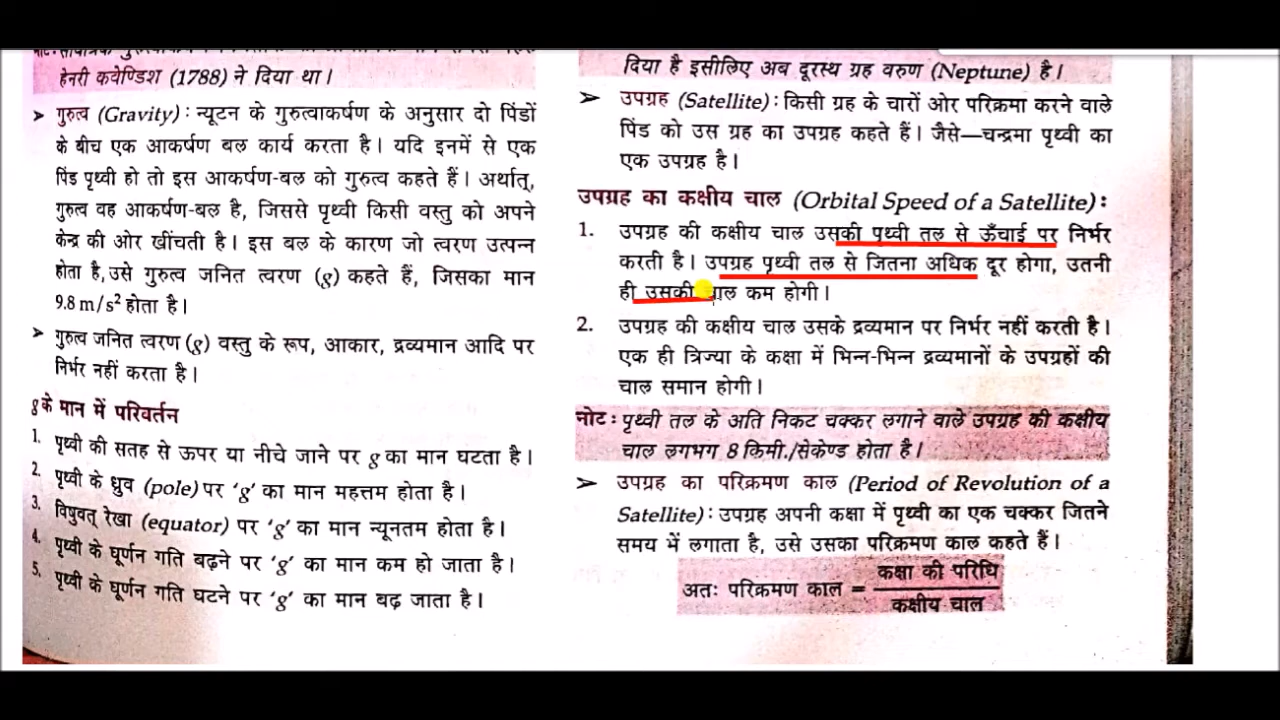 हेनरी कवेण्डिश (1788) ने दिया था।
➤ गुरुत्व (Gravity) : न्यूटन के गुरुत्वाकर्षण के अनुसार दो पिंडों
के बीच एक आकर्षण बल कार्य करता है। यदि इनमें से एक
पिंड पृथ्वी हो तो इस आकर्षण-बल को गुरुत्व कहते हैं। अर्थात्,
गुरुत्व वह आकर्षण-बल है, जिससे पृथ्वी किसी वस्तु को अपने
केन्द्र की ओर खींचती है। इस बल के कारण जो त्वरण उत्पन्न
होता है, उसे गुरुत्व जनित त्वरण (g) कहते हैं, जिसका मान
9.8 m/s² होता है।
➤ गुरुत्व जनित त्वरण (g) वस्तु के रूप, आकार, द्रव्यमान आदि पर
निर्भर नहीं करता है।
g के मान में परिवर्तन
1. पृथ्वी की सतह से ऊपर या नीचे जाने पर g का मान घटता है।
2. पृथ्वी के ध्रुव (pole) पर ‘g’ का मान महत्तम होता है।
3. विषुवत् रेखा (equator) पर ‘g’ का मान न्यूनतम होता है।
4. पृथ्वी के घूर्णन गति बढ़ने पर ‘g’ का मान कम हो जाता है।
5. पृथ्वी के घूर्णन गति घटने पर ‘g’ का मान बढ़ जाता है।
दिया है इसीलिए अब दूरस्थ ग्रह वरुण (Neptune) है।
➤ उपग्रह (Satellite) : किसी ग्रह के चारों ओर परिक्रमा करने वाले
पिंड को उस ग्रह का उपग्रह कहते हैं। जैसे—चन्द्रमा पृथ्वी का
एक उपग्रह है।
उपग्रह का कक्षीय चाल (Orbital Speed of a Satellite) :
1. उपग्रह की कक्षीय चाल उसकी पृथ्वी तल से ऊँचाई पर निर्भर
करती है। उपग्रह पृथ्वी तल से जितना अधिक दूर होगा, उतनी
ही उसकी चाल कम होगी।
2. उपग्रह की कक्षीय चाल उसके द्रव्यमान पर निर्भर नहीं करती है।
एक ही त्रिज्या के कक्षा में भिन्न-भिन्न द्रव्यमानों के उपग्रहों की
चाल समान होगी।
नोट : पृथ्वी तल के अति निकट चक्कर लगाने वाले उपग्रह की कक्षीय
चाल लगभग 8 किमी./सेकेण्ड होता है।
➤ उपग्रह का परिक्रमण काल (Period of Revolution of a
Satellite) : उपग्रह अपनी कक्षा में पृथ्वी का एक चक्कर जितने
समय में लगाता है, उसे उसका परिक्रमण काल कहते हैं।
कक्षा की परिधि
अतः परिक्रमण काल =
कक्षीय चाल